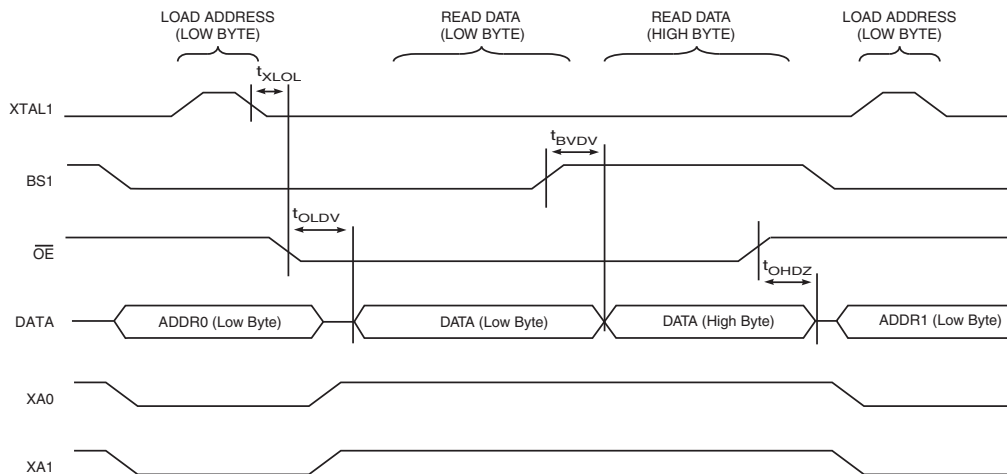 LOAD ADDRESS
(LOW BYTE)
READ DATA
(LOW BYTE)
READ DATA
(HIGH BYTE)
LOAD ADDRESS
(LOW BYTE)
tXLOL
XTAL1
tBVDV
BS1
tOLDV
OE
tOHDZ
DATA
ADDR0 (Low Byte)
DATA (Low Byte)
DATA (High Byte)
ADDR1 (Low Byte)
XA0
XA1